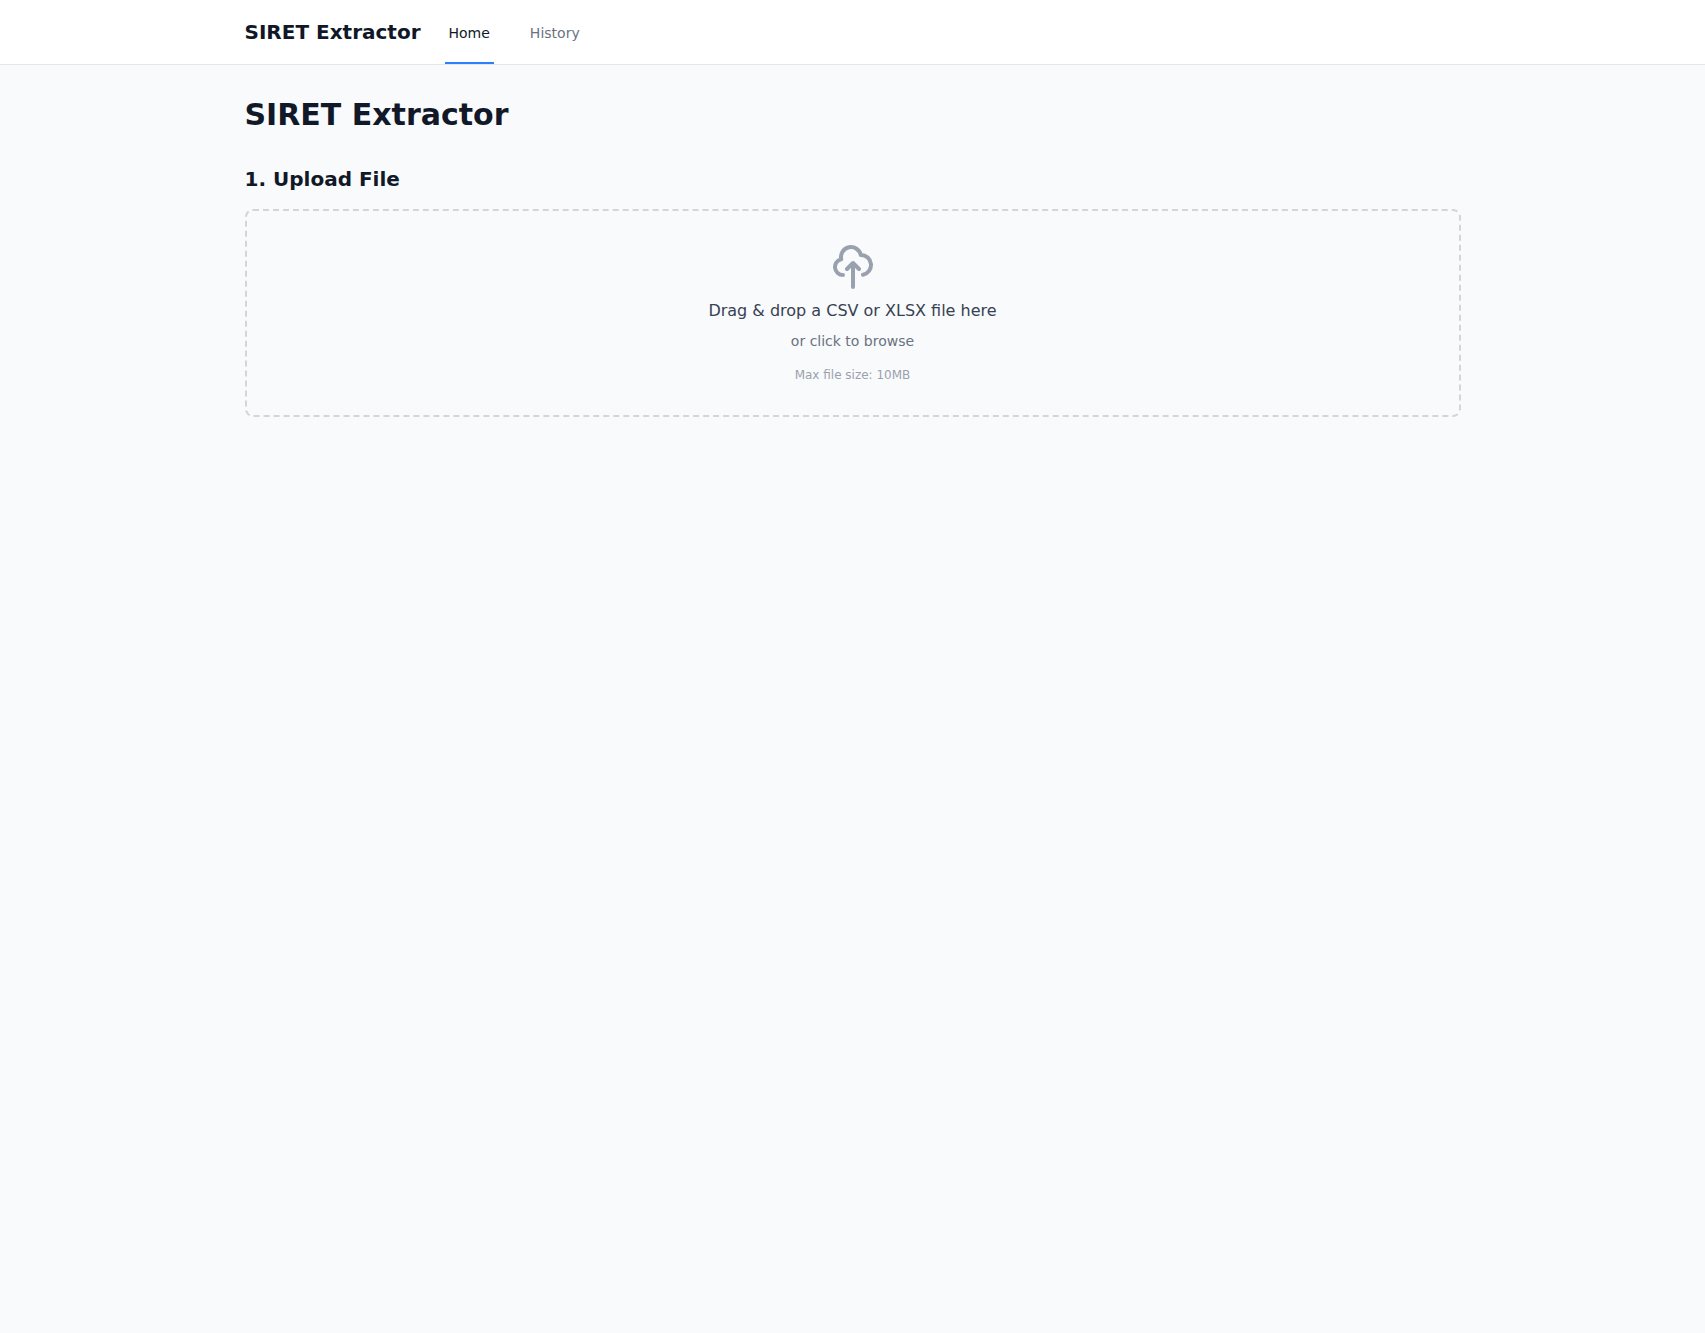 SIRET Extractor
Home
History
SIRET Extractor
1. Upload File
Drag & drop a CSV or XLSX file here
or click to browse
Max file size: 10MB